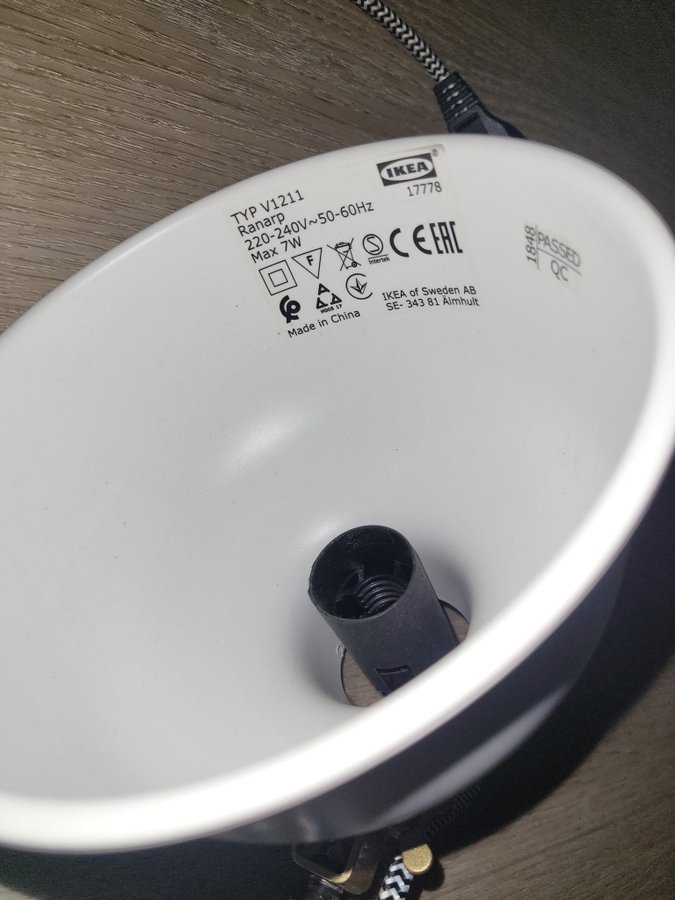 IKEA®
17778
TYP V1211
Ranarp
220-240V~50-60Hz
Max 7W
F
S
Intertek
CE EAC
IKEA of Sweden AB
SE- 343 81 Älmhult
Made in China
1848
PASSED
QC